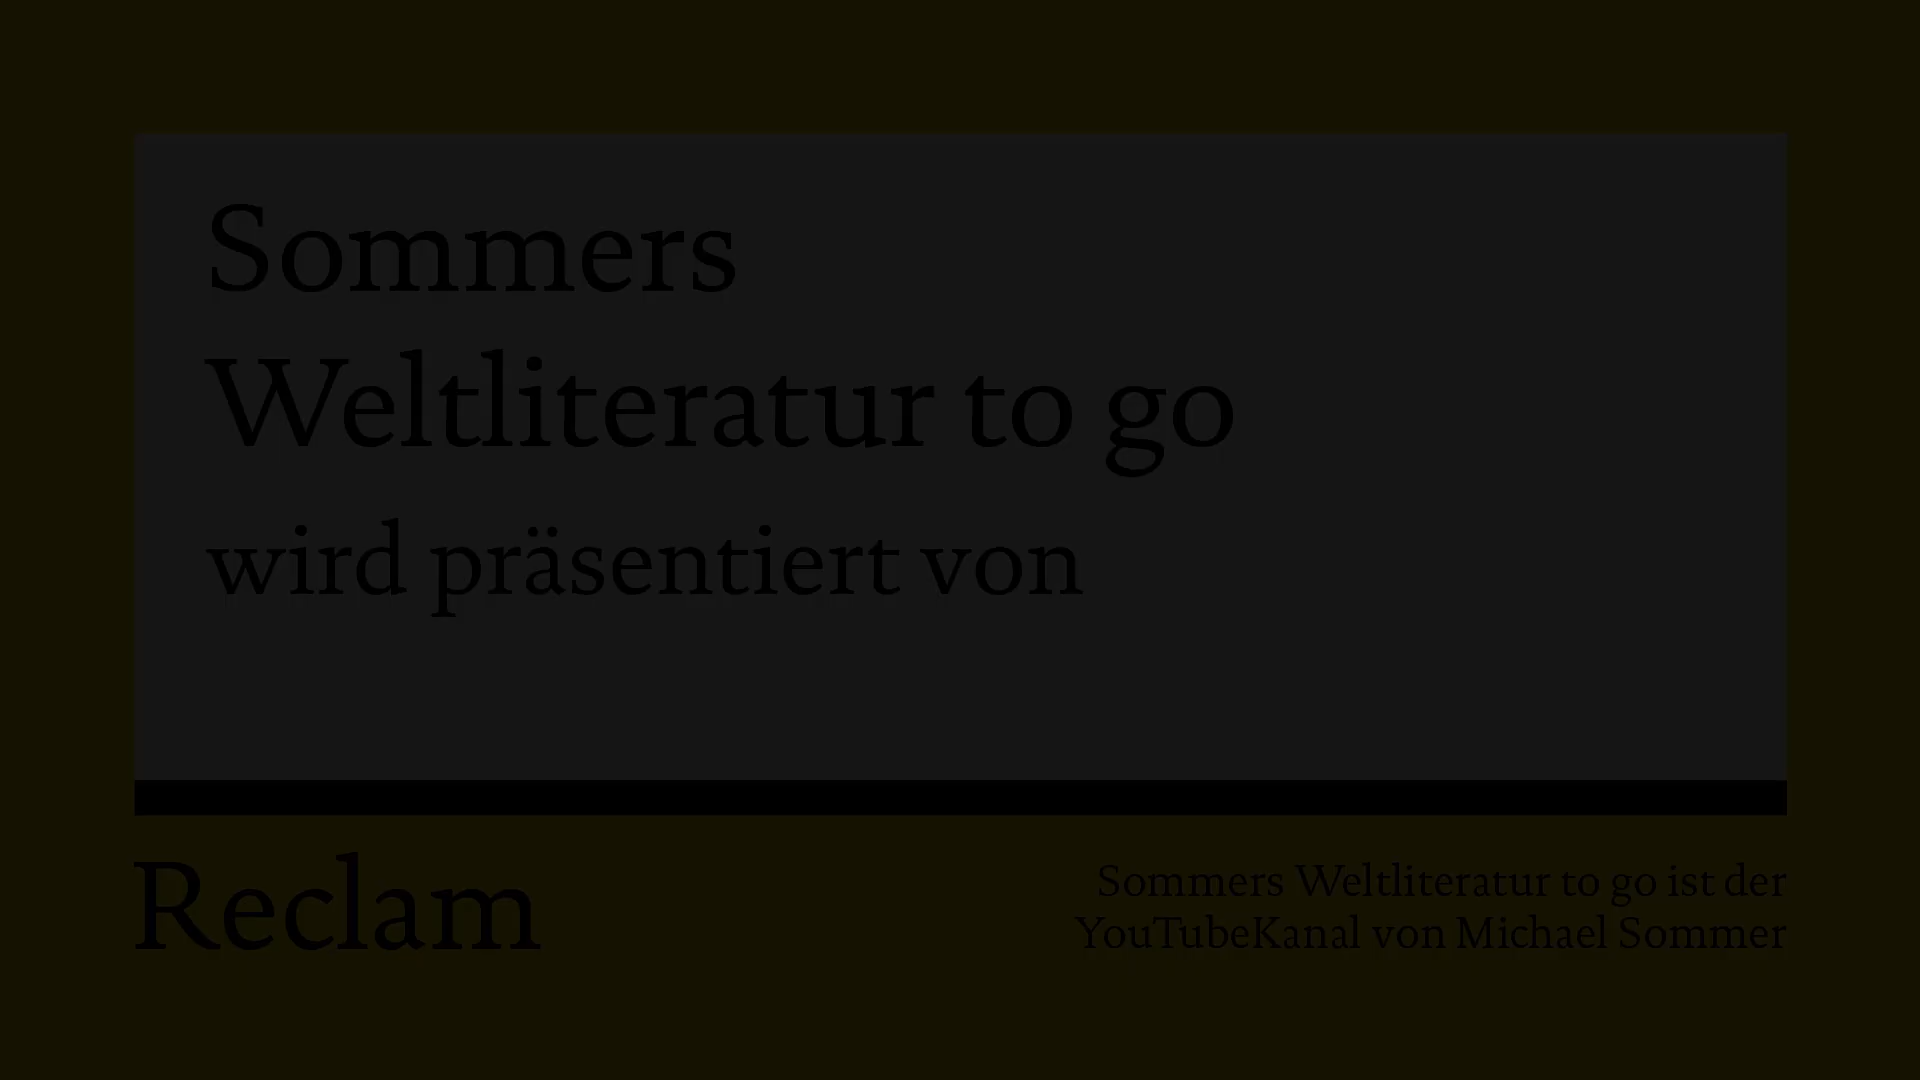 Sommers
Weltliteratur to go
wird präsentiert von
Reclam
Sommers Weltliteratur to go ist der
YouTubeKanal von Michael Sommer